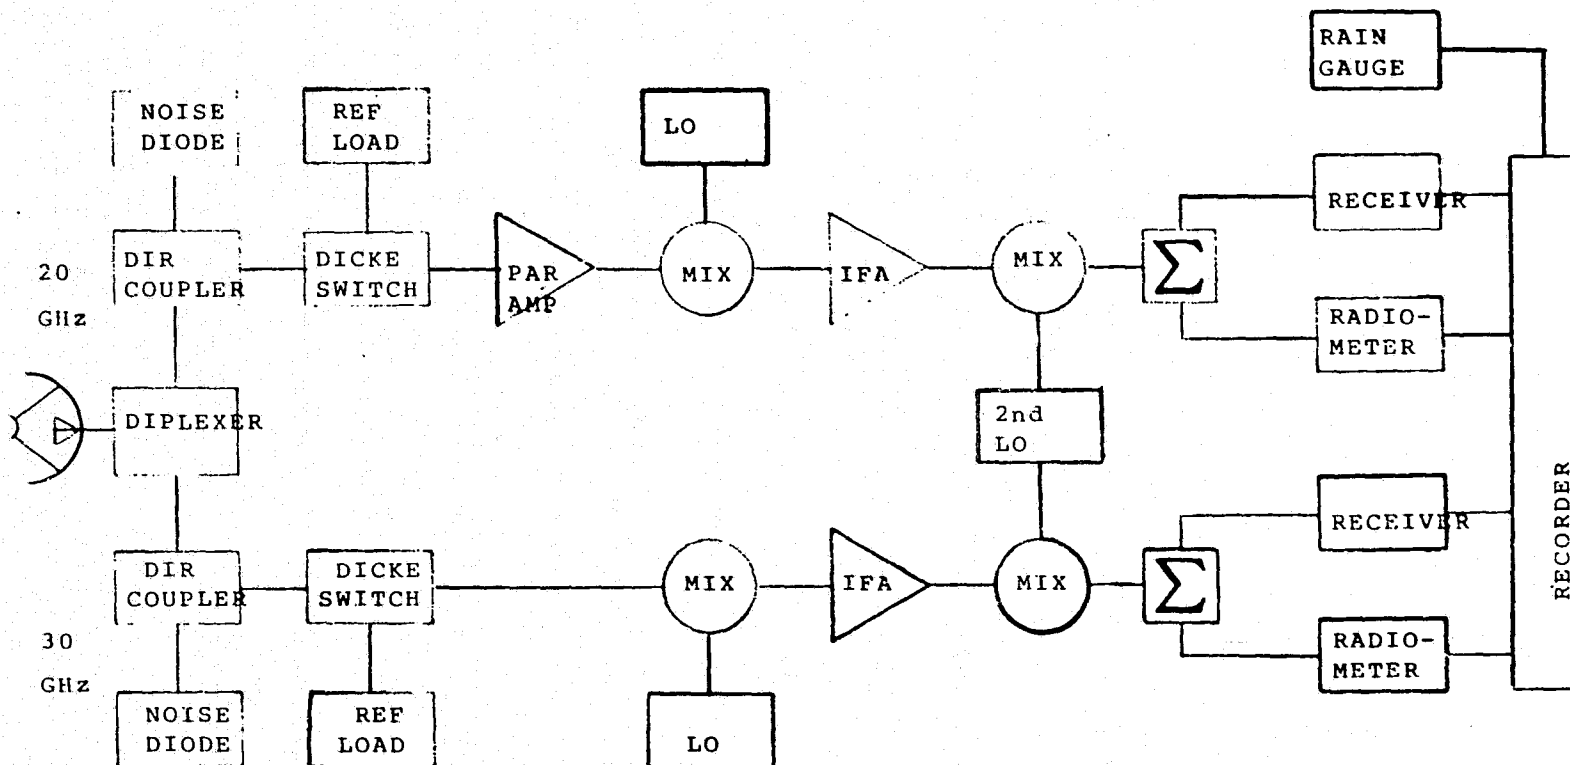 RAIN
GAUGE
NOISE
DIODE
REF
LOAD
LO
RECEIVER
20
GHz
DIR
COUPLER
DICKE
SWITCH
PAR
AMP
MIX
IFA
MIX
Σ
RADIO-
METER
DIPLEXER
2nd
LO
RECORDER
RECEIVER
DIR
COUPLER
DICKE
SWITCH
MIX
IFA
MIX
Σ
30
GHz
RADIO-
METER
NOISE
DIODE
REF
LOAD
LO